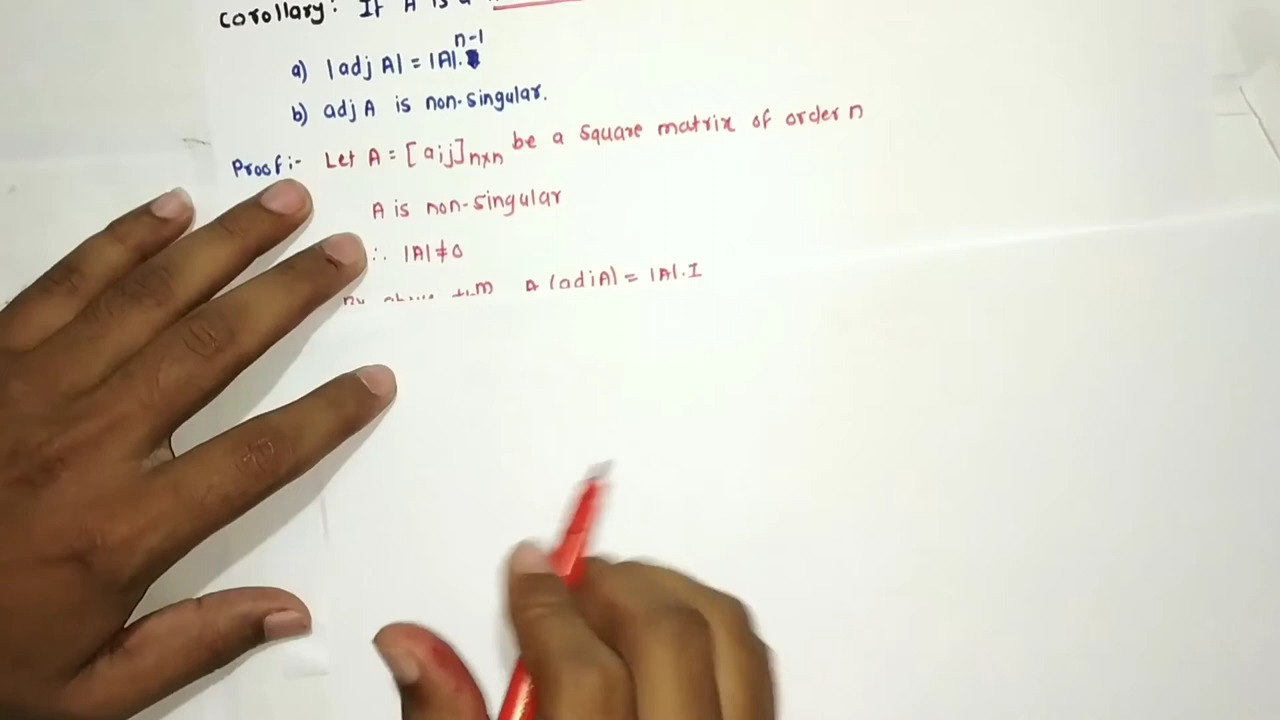 Corollary: If A is a
a) |adj A| = |A|.ⁿ⁻¹
b) adj A is non-singular.
Proof:- Let A = [aij]n×n be a square matrix of order n
A is non-singular
∴ |A| ≠ 0
A (adjA) = |A|.I